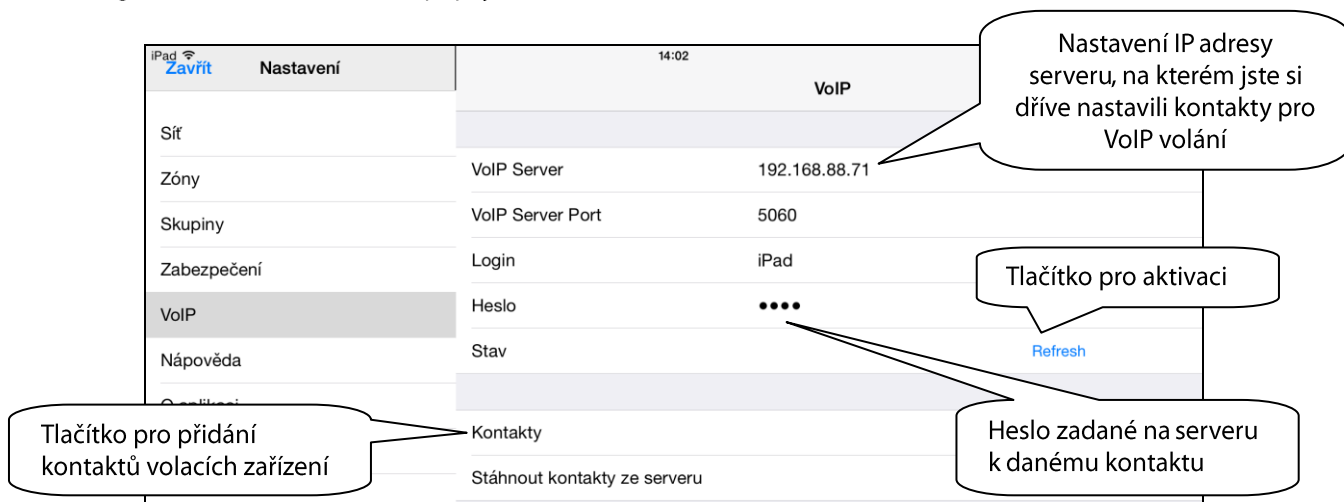 Nastavení IP adresy
serveru, na kterém jste si
dříve nastavili kontakty pro
VoIP volání
iPad
14:02
Zavřít
Nastavení
VoIP
Síť
Zóny
Skupiny
Zabezpečení
VoIP
Nápověda
VoIP Server
192.168.88.71
VoIP Server Port
5060
Login
iPad
Heslo
••••
Stav
Refresh
Tlačítko pro aktivaci
Kontakty
Stáhnout kontakty ze serveru
Tlačítko pro přidání
kontaktů volacích zařízení
Heslo zadané na serveru
k danému kontaktu